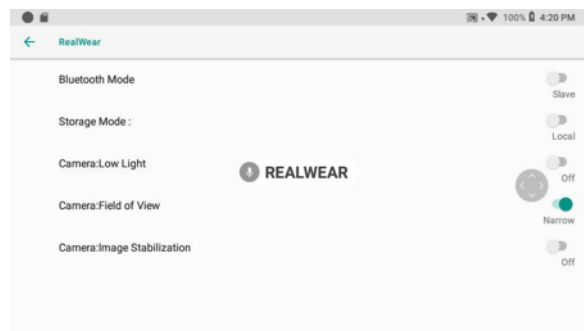 100% 4:20 PM
RealWear
Bluetooth Mode
Slave
Storage Mode :
Local
Camera:Low Light
Off
REALWEAR
Camera:Field of View
Narrow
Camera:Image Stabilization
Off